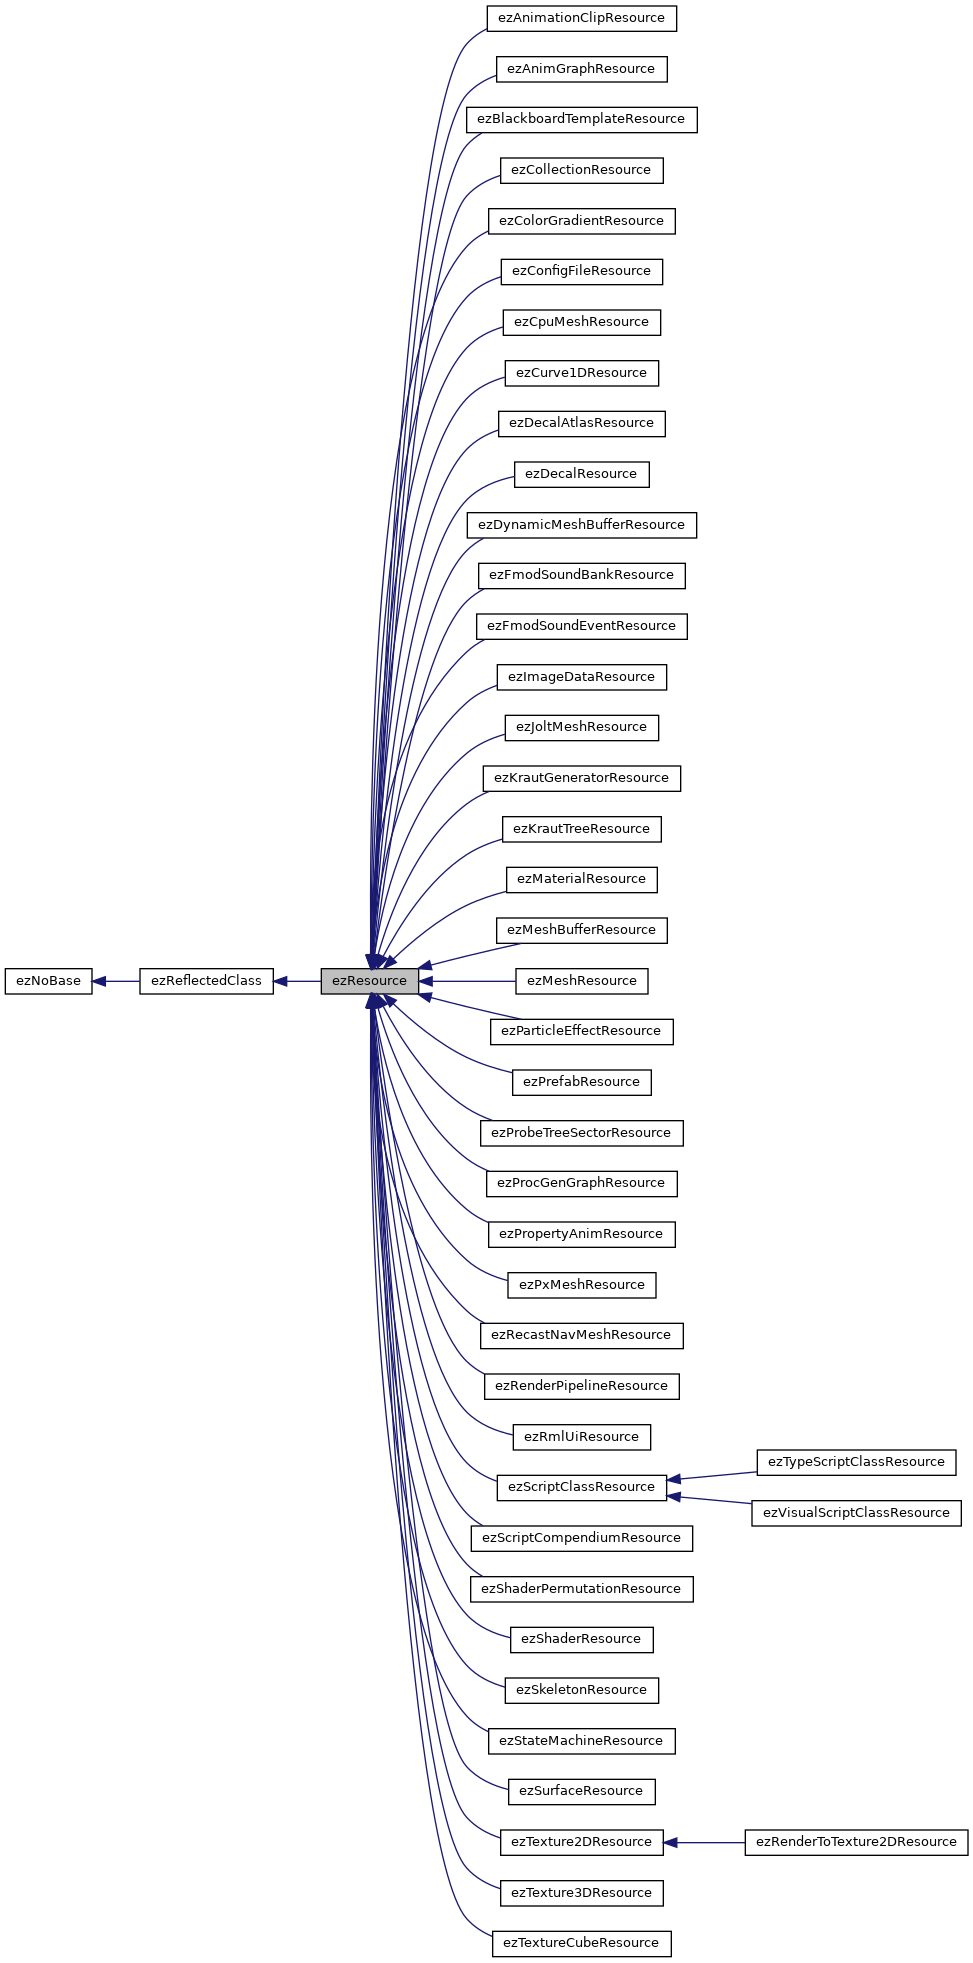 ezAnimationClipResource
ezAnimGraphResource
ezBlackboardTemplateResource
ezCollectionResource
ezColorGradientResource
ezConfigFileResource
ezCpuMeshResource
ezCurve1DResource
ezDecalAtlasResource
ezDecalResource
ezDynamicMeshBufferResource
ezFmodSoundBankResource
ezFmodSoundEventResource
ezImageDataResource
ezJoltMeshResource
ezKrautGeneratorResource
ezKrautTreeResource
ezMaterialResource
ezMeshBufferResource
ezNoBase ezReflectedClass ezResource ezMeshResource
ezParticleEffectResource
ezPrefabResource
ezProbeTreeSectorResource
ezProcGenGraphResource
ezPropertyAnimResource
ezPxMeshResource
ezRecastNavMeshResource
ezRenderPipelineResource
ezRmlUiResource
ezTypeScriptClassResource
ezScriptClassResource
ezVisualScriptClassResource
ezScriptCompendiumResource
ezShaderPermutationResource
ezShaderResource
ezSkeletonResource
ezStateMachineResource
ezSurfaceResource
ezTexture2DResource ezRenderToTexture2DResource
ezTexture3DResource
ezTextureCubeResource